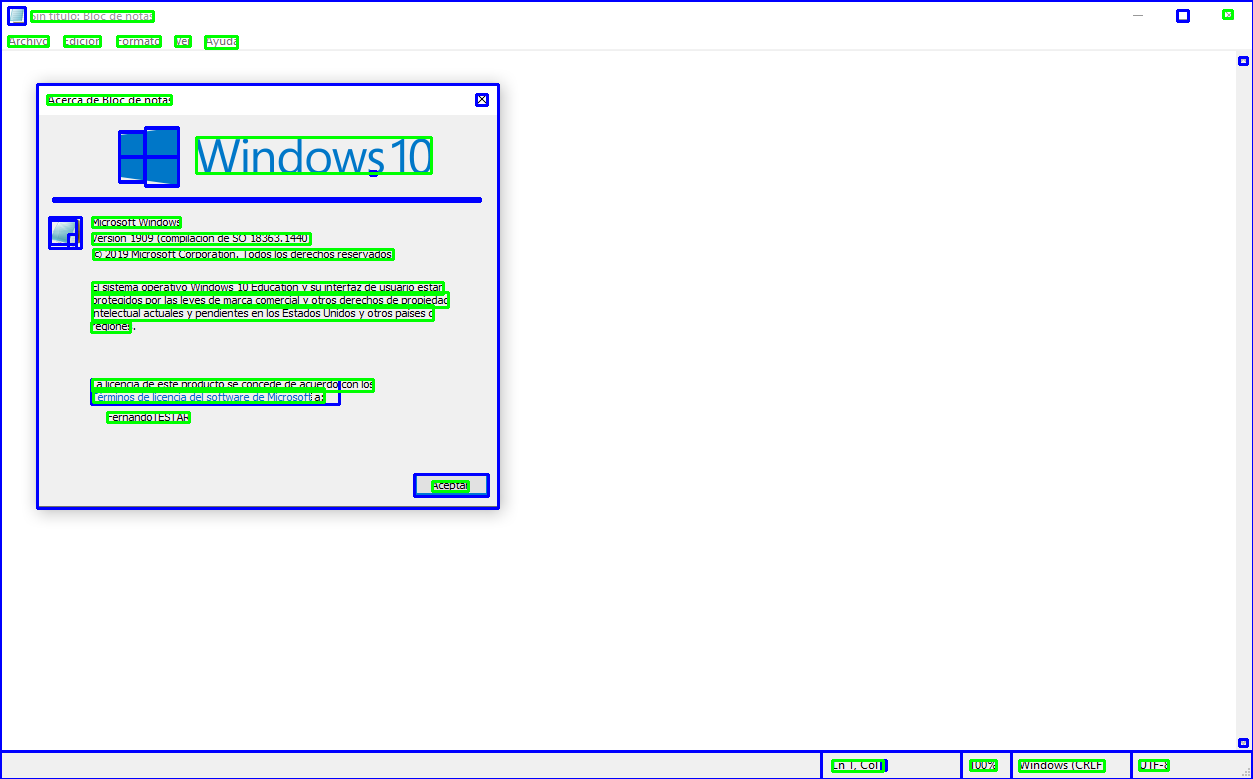 Sin título: Bloc de notas
Archivo Edición Formato Ver Ayuda
Acerca de Bloc de notas
Windows 10
Microsoft Windows
Versión 1909 (compilación de SO 18363.1440)
© 2019 Microsoft Corporation. Todos los derechos reservados.
El sistema operativo Windows 10 Education y su interfaz de usuario están
protegidos por las leyes de marca comercial y otros derechos de propiedad
intelectual actuales y pendientes en los Estados Unidos y otros países o
regiones.
La licencia de este producto se concede de acuerdo con los
Términos de licencia del software de Microsoft a:
FernandoTESTAR
Aceptar
Ln 1, Col 1 100% Windows (CRLF) UTF-8